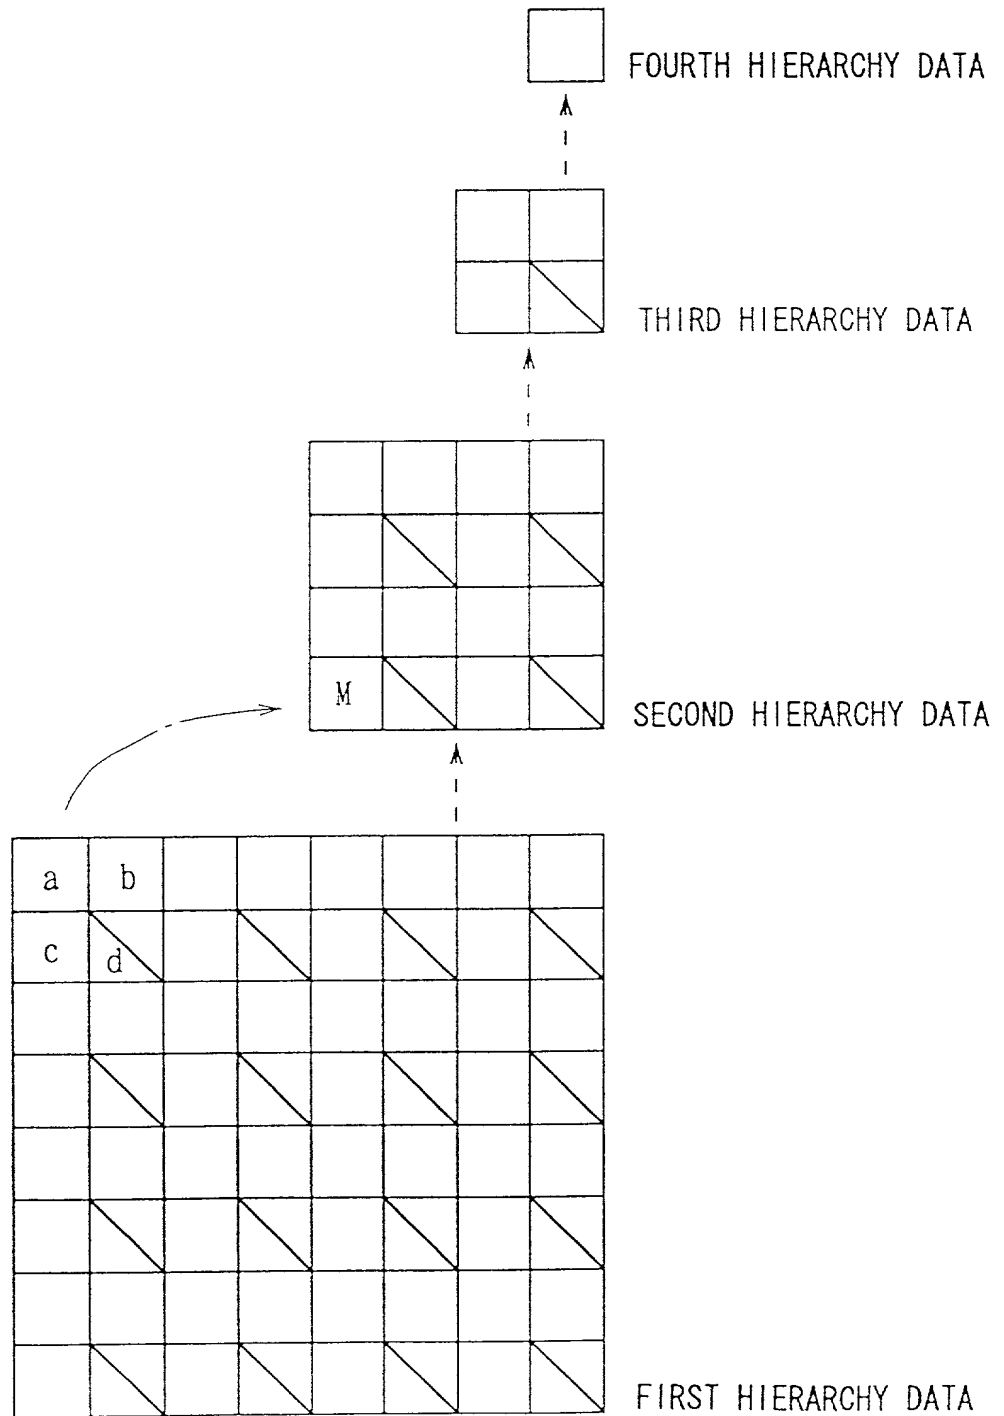 FOURTH HIERARCHY DATA
THIRD HIERARCHY DATA
M
SECOND HIERARCHY DATA
a b
c d
FIRST HIERARCHY DATA